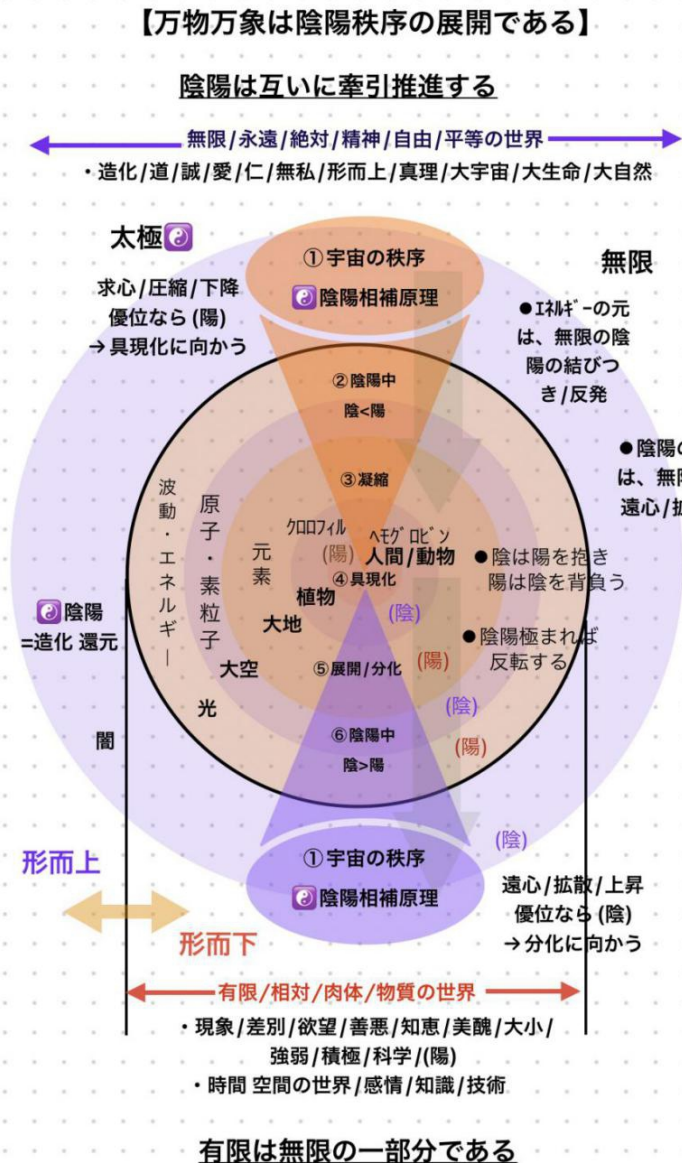 【万物万象は陰陽秩序の展開である】
陰陽は互いに牽引推進する
無限/永遠/絶対/精神/自由/平等の世界
・造化/道/誠/愛/仁/無私/形而上/真理/大宇宙/大生命/大自然
太極☯
①宇宙の秩序
☯陰陽相補原理
無限
求心/圧縮/下降
優位なら(陽)
→具現化に向かう
●ｴﾈﾙｷﾞｰの元
は、無限の陰
陽の結びつ
き/反発
②陰陽中
陰<陽
●陰陽の
は、無限
遠心/拡
③凝縮
波動・エネルギー
原子・素粒子
元素
クロロフィル
(陽)
ﾍﾓｸﾞﾛﾋﾞﾝ
人間/動物
④具現化
植物
(陰)
●陰は陽を抱き
陽は陰を背負う
大地
☯陰陽
=造化 還元
●陰陽極まれば
反転する
大空
⑤展開/分化
(陽)
光
(陰)
闇
⑥陰陽中
陰>陽
(陽)
(陰)
①宇宙の秩序
☯陰陽相補原理
形而上
形而下
遠心/拡散/上昇
優位なら(陰)
→分化に向かう
有限/相対/肉体/物質の世界
・現象/差別/欲望/善悪/知恵/美醜/大小/
強弱/積極/科学/(陽)
・時間 空間の世界/感情/知識/技術
有限は無限の一部分である